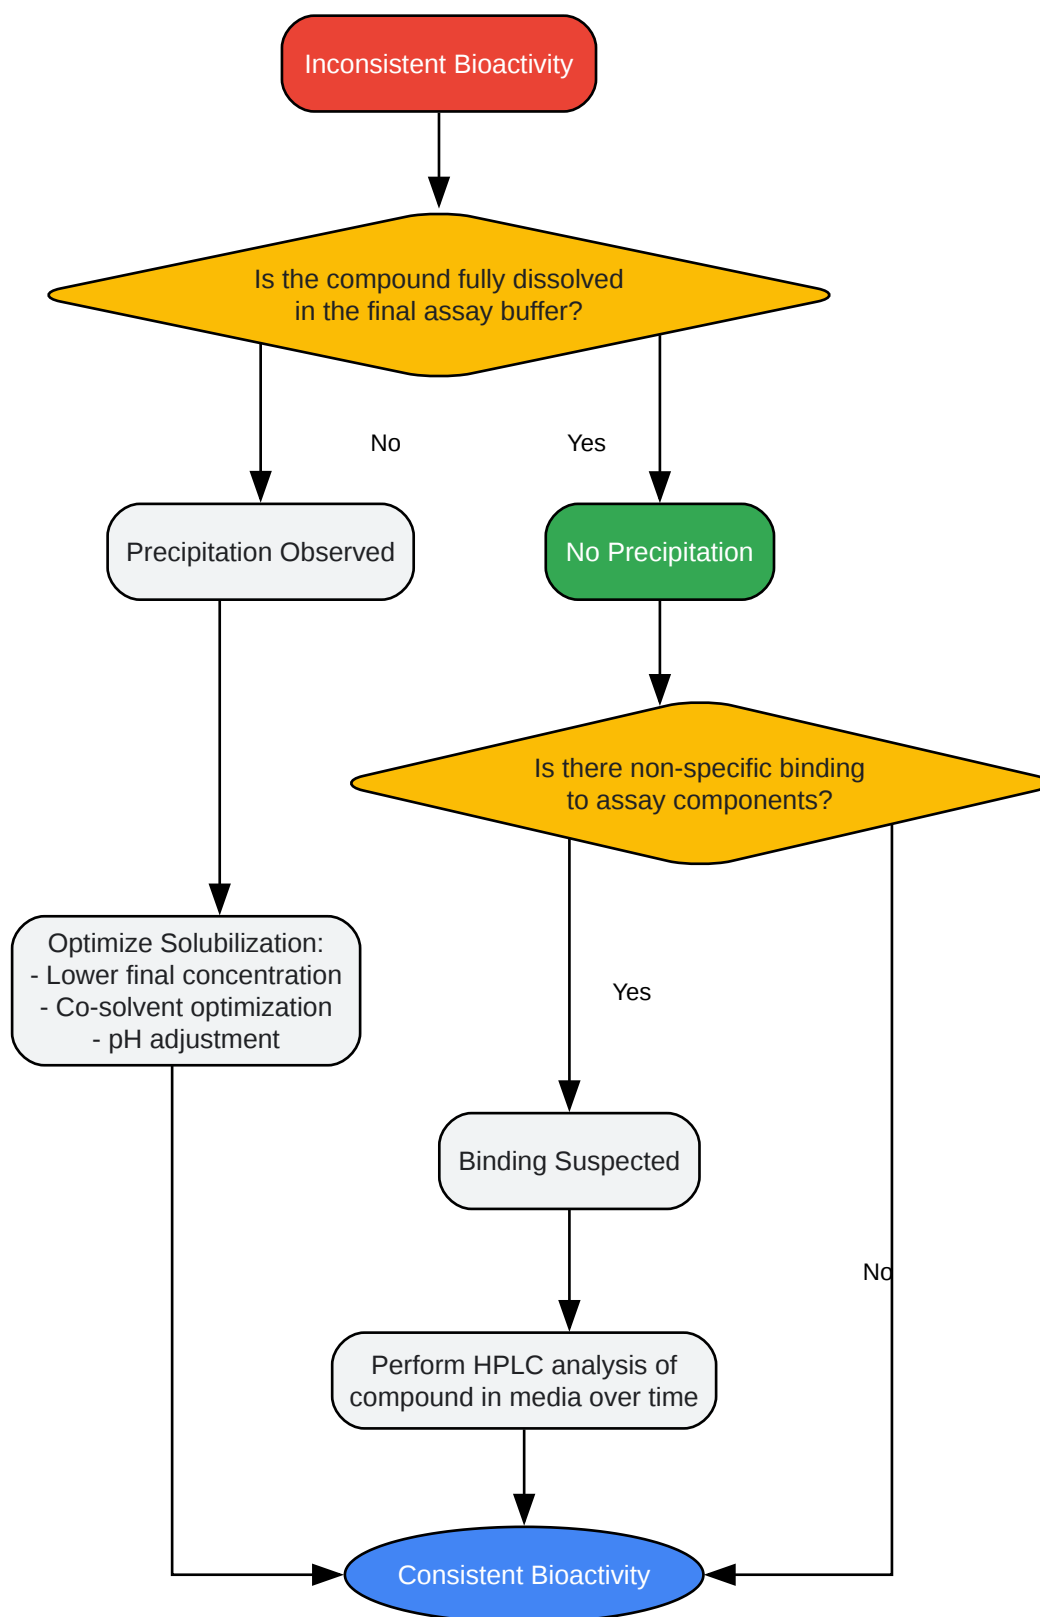 Inconsistent Bioactivity
Is the compound fully dissolved
in the final assay buffer?
No
Yes
Precipitation Observed
No Precipitation
Is there non-specific binding
to assay components?
Optimize Solubilization:
- Lower final concentration
- Co-solvent optimization
- pH adjustment
Yes
Binding Suspected
No
Perform HPLC analysis of
compound in media over time
Consistent Bioactivity